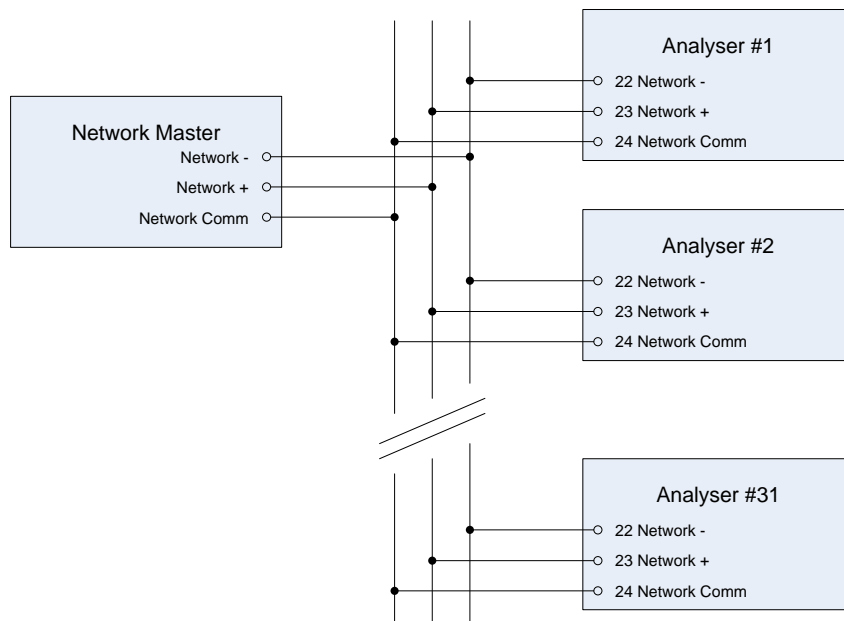 Network Master
Network -
Network +
Network Comm
Analyser #1
22 Network -
23 Network +
24 Network Comm
Analyser #2
22 Network -
23 Network +
24 Network Comm
Analyser #31
22 Network -
23 Network +
24 Network Comm